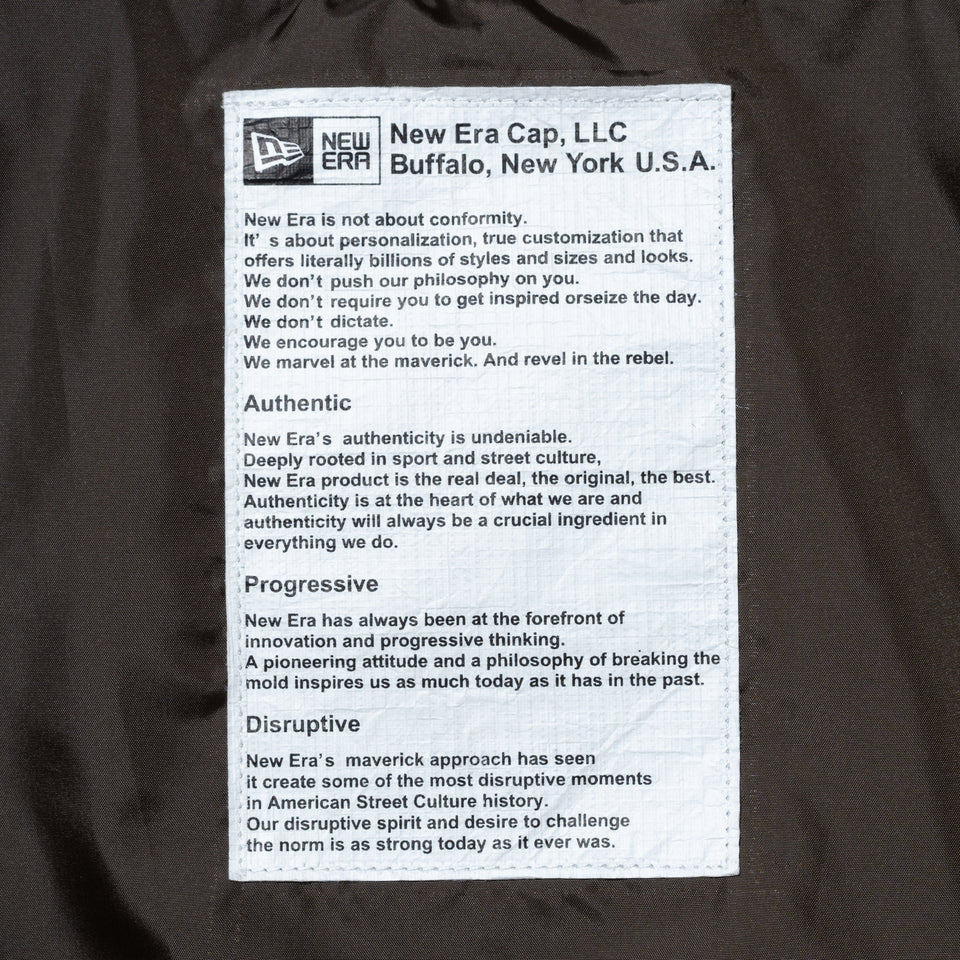 NEW
ERA
New Era Cap, LLC
Buffalo, New York U.S.A.
New Era is not about conformity.
It' s about personalization, true customization that
offers literally billions of styles and sizes and looks.
We don't push our philosophy on you.
We don't require you to get inspired orseize the day.
We don't dictate.
We encourage you to be you.
We marvel at the maverick. And revel in the rebel.
Authentic
New Era's authenticity is undeniable.
Deeply rooted in sport and street culture,
New Era product is the real deal, the original, the best.
Authenticity is at the heart of what we are and
authenticity will always be a crucial ingredient in
everything we do.
Progressive
New Era has always been at the forefront of
innovation and progressive thinking.
A pioneering attitude and a philosophy of breaking the
mold inspires us as much today as it has in the past.
Disruptive
New Era's maverick approach has seen
it create some of the most disruptive moments
in American Street Culture history.
Our disruptive spirit and desire to challenge
the norm is as strong today as it ever was.